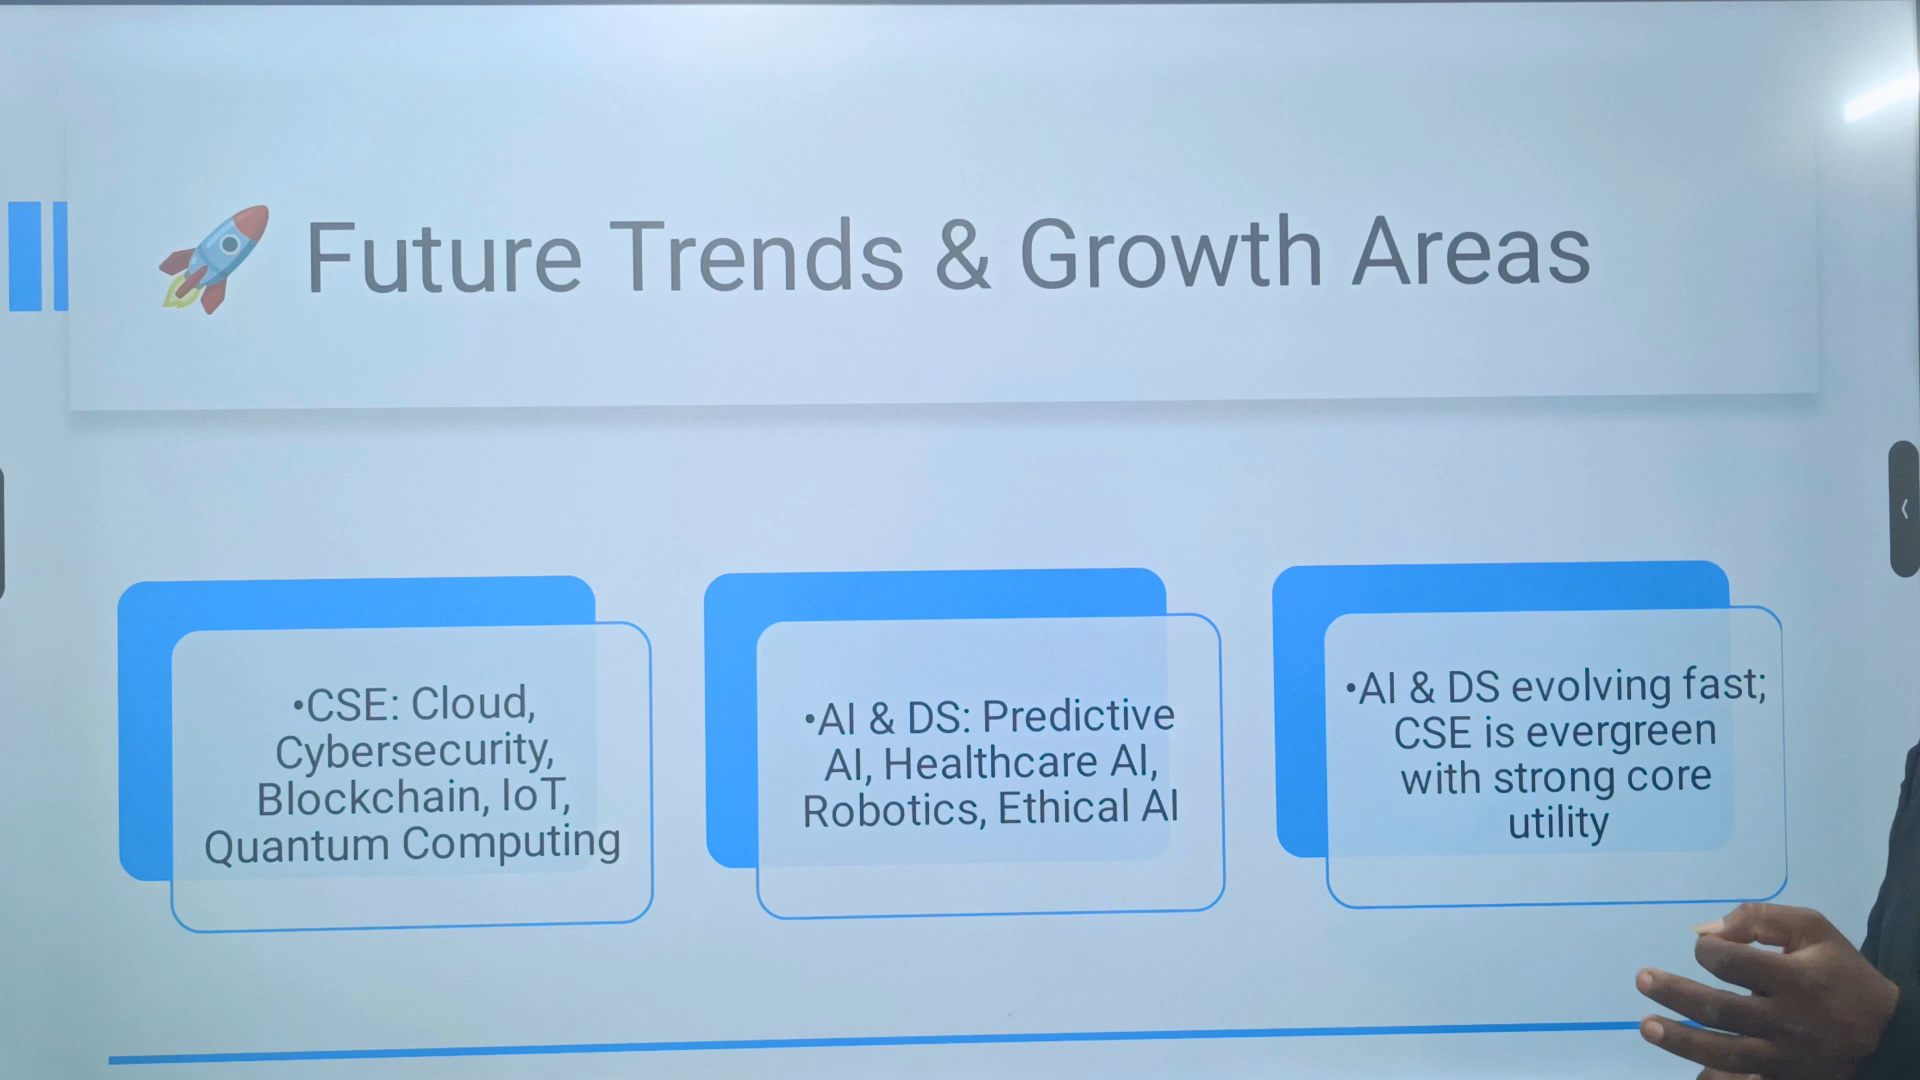 🚀 Future Trends & Growth Areas
•CSE: Cloud,
Cybersecurity,
Blockchain, IoT,
Quantum Computing
•AI & DS: Predictive
AI, Healthcare AI,
Robotics, Ethical AI
•AI & DS evolving fast;
CSE is evergreen
with strong core
utility